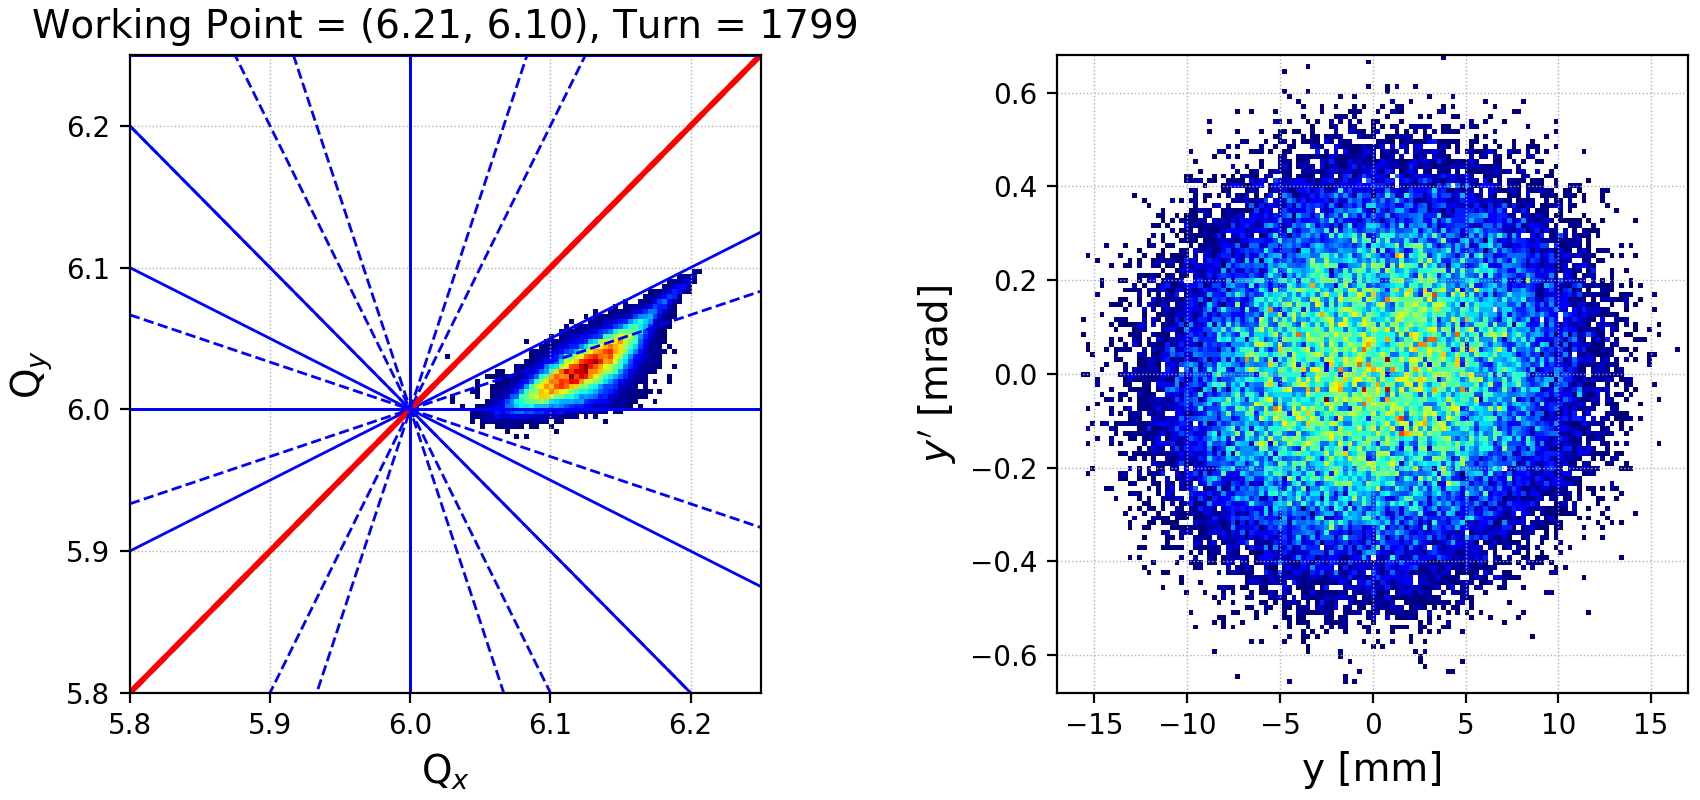 Working Point = (6.21, 6.10), Turn = 1799
6.2
6.1
6.0
5.9
5.8
5.8 5.9 6.0 6.1 6.2
Qy
Qx
0.6
0.4
0.2
0.0
−0.2
−0.4
−0.6
−15 −10 −5 0 5 10 15
y′ [mrad]
y [mm]